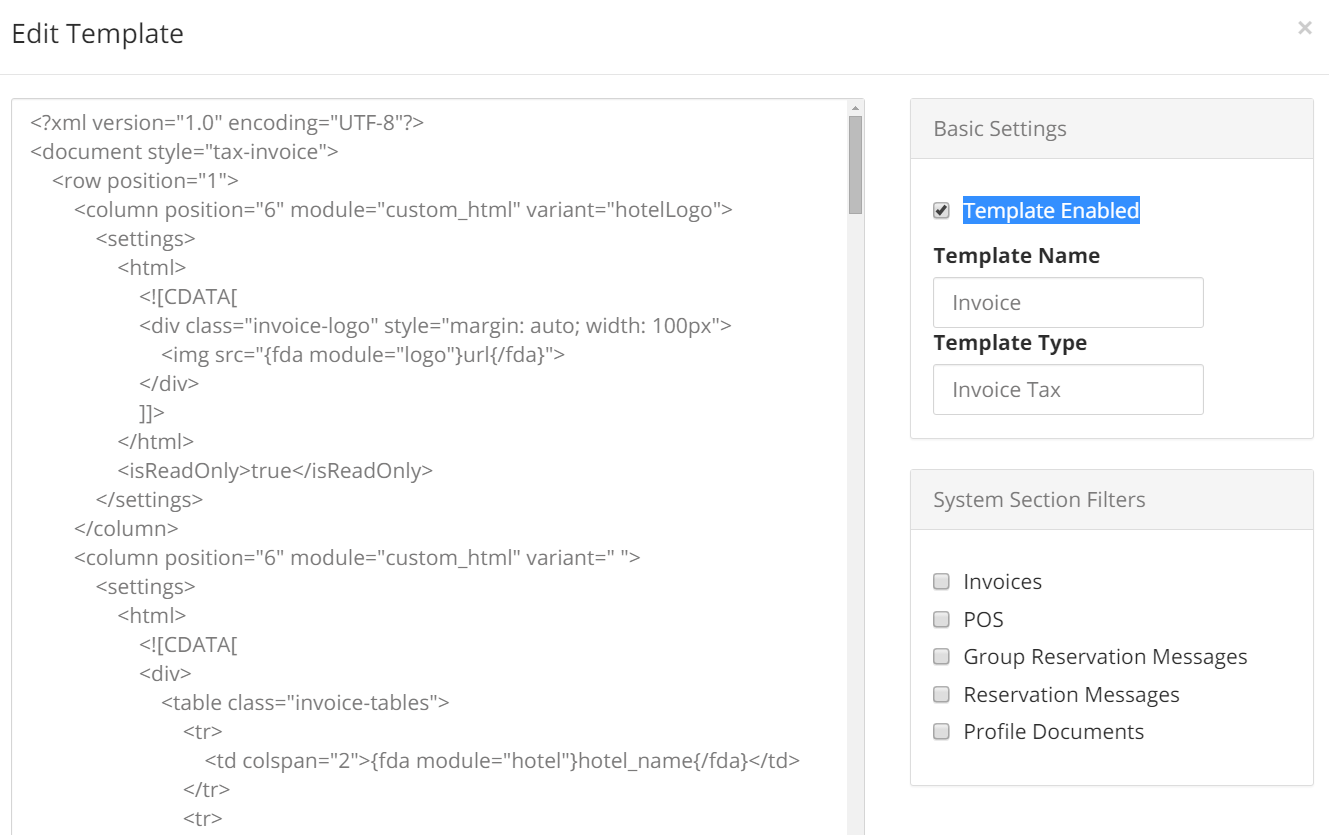 Edit Template
×
<?xml version="1.0" encoding="UTF-8"?>
<document style="tax-invoice">
<row position="1">
<column position="6" module="custom_html" variant="hotelLogo">
<settings>
<html>
<![CDATA[
<div class="invoice-logo" style="margin: auto; width: 100px">
<img src="{fda module="logo"}url{/fda}">
</div>
]]>
</html>
<isReadOnly>true</isReadOnly>
</settings>
</column>
<column position="6" module="custom_html" variant=" ">
<settings>
<html>
<![CDATA[
<div>
<table class="invoice-tables">
<tr>
<td colspan="2">{fda module="hotel"}hotel_name{/fda}</td>
</tr>
<tr>
Basic Settings
Template Enabled
Template Name
Invoice
Template Type
Invoice Tax
System Section Filters
Invoices
POS
Group Reservation Messages
Reservation Messages
Profile Documents